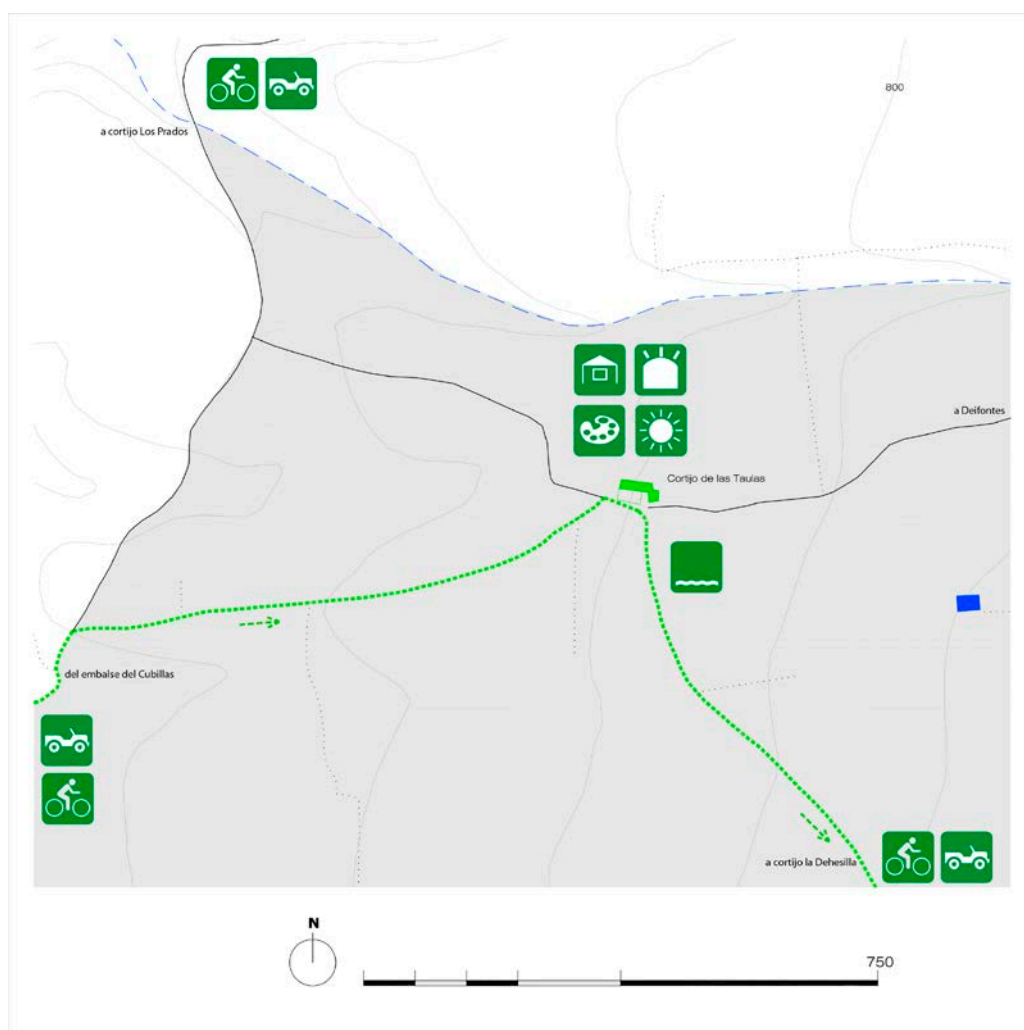 800
a cortijo Los Prados
a Deifontes
Cortijo de las Taulas
del embalse del Cubillas
a cortijo la Dehesilla
N
750